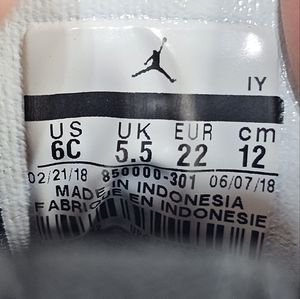 IY
US UK EUR cm
6C 5.5 22 12
02/21/18 850000-301 06/07/18
MADE IN INDONESIA
FABRIQUÉ EN INDONESIE